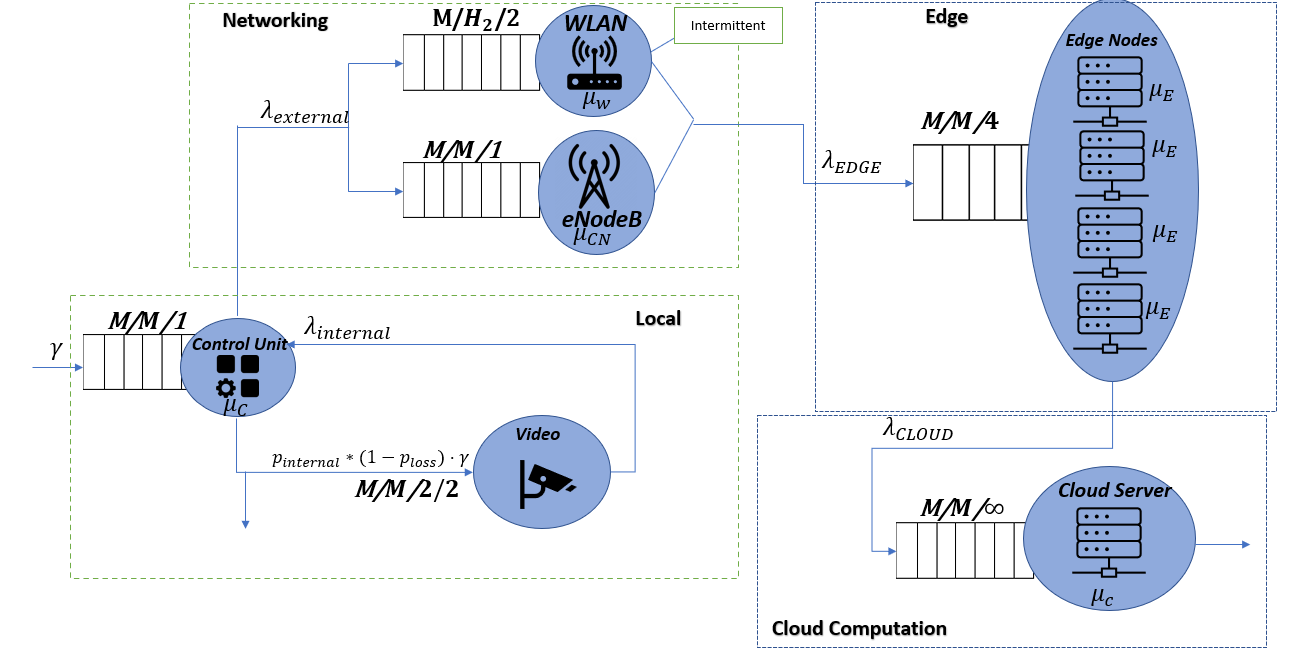 Networking
M/H₂/2
WLAN
μ_w
Intermittent
λ_external
M/M/1
eNodeB
μ_CN
Edge
Edge Nodes
μ_E
μ_E
μ_E
μ_E
M/M/4
λ_EDGE
Local
M/M/1
γ
Control Unit
μ_C
λ_internal
Video
p_internal * (1 − p_loss) · γ
M/M/2/2
λ_CLOUD
M/M/∞
Cloud Server
μ_c
Cloud Computation